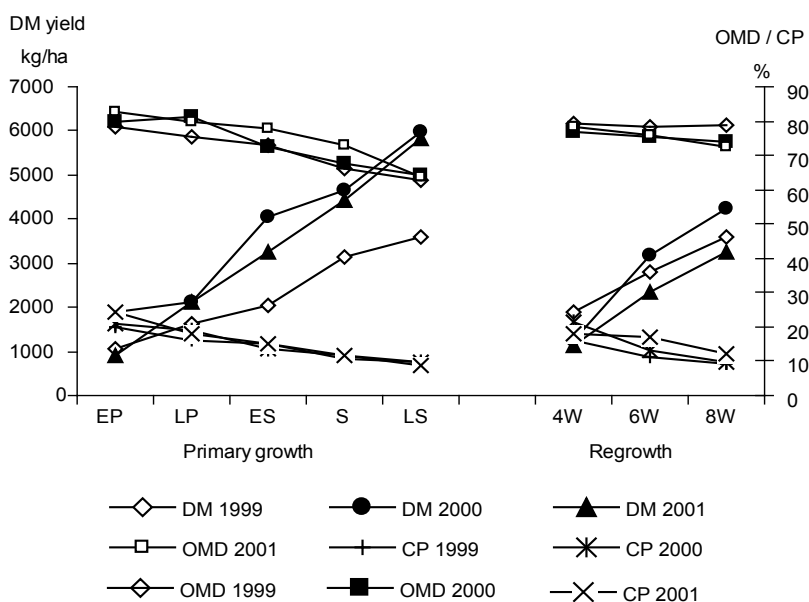 DM yield
kg/ha
OMD / CP
%
7000
6000
5000
4000
3000
2000
1000
0
90
80
70
60
50
40
30
20
10
0
EP LP ES S LS 4W 6W 8W
Primary growth Regrowth
DM 1999 DM 2000 DM 2001
OMD 2001 CP 1999 CP 2000
OMD 1999 OMD 2000 CP 2001